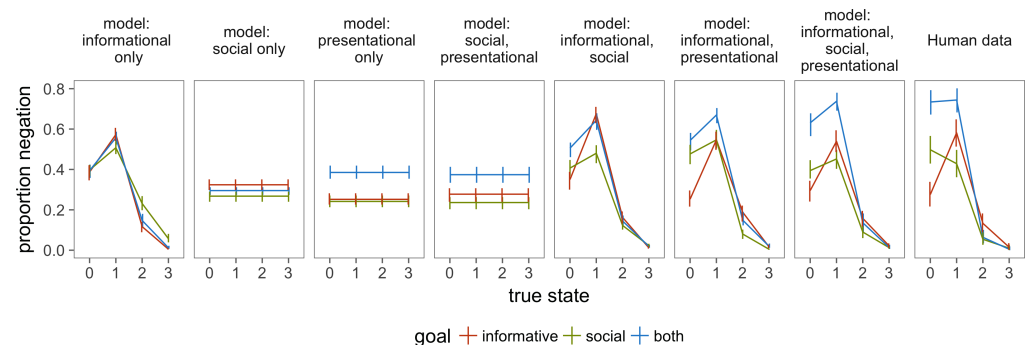 model:
informational
only
model:
social only
model:
presentational
only
model:
social,
presentational
model:
informational,
social
model:
informational,
presentational
model:
informational,
social,
presentational
Human data
proportion negation
0.8
0.6
0.4
0.2
0.0
0 1 2 3
0 1 2 3
0 1 2 3
0 1 2 3
0 1 2 3
0 1 2 3
0 1 2 3
0 1 2 3
true state
goal informative social both